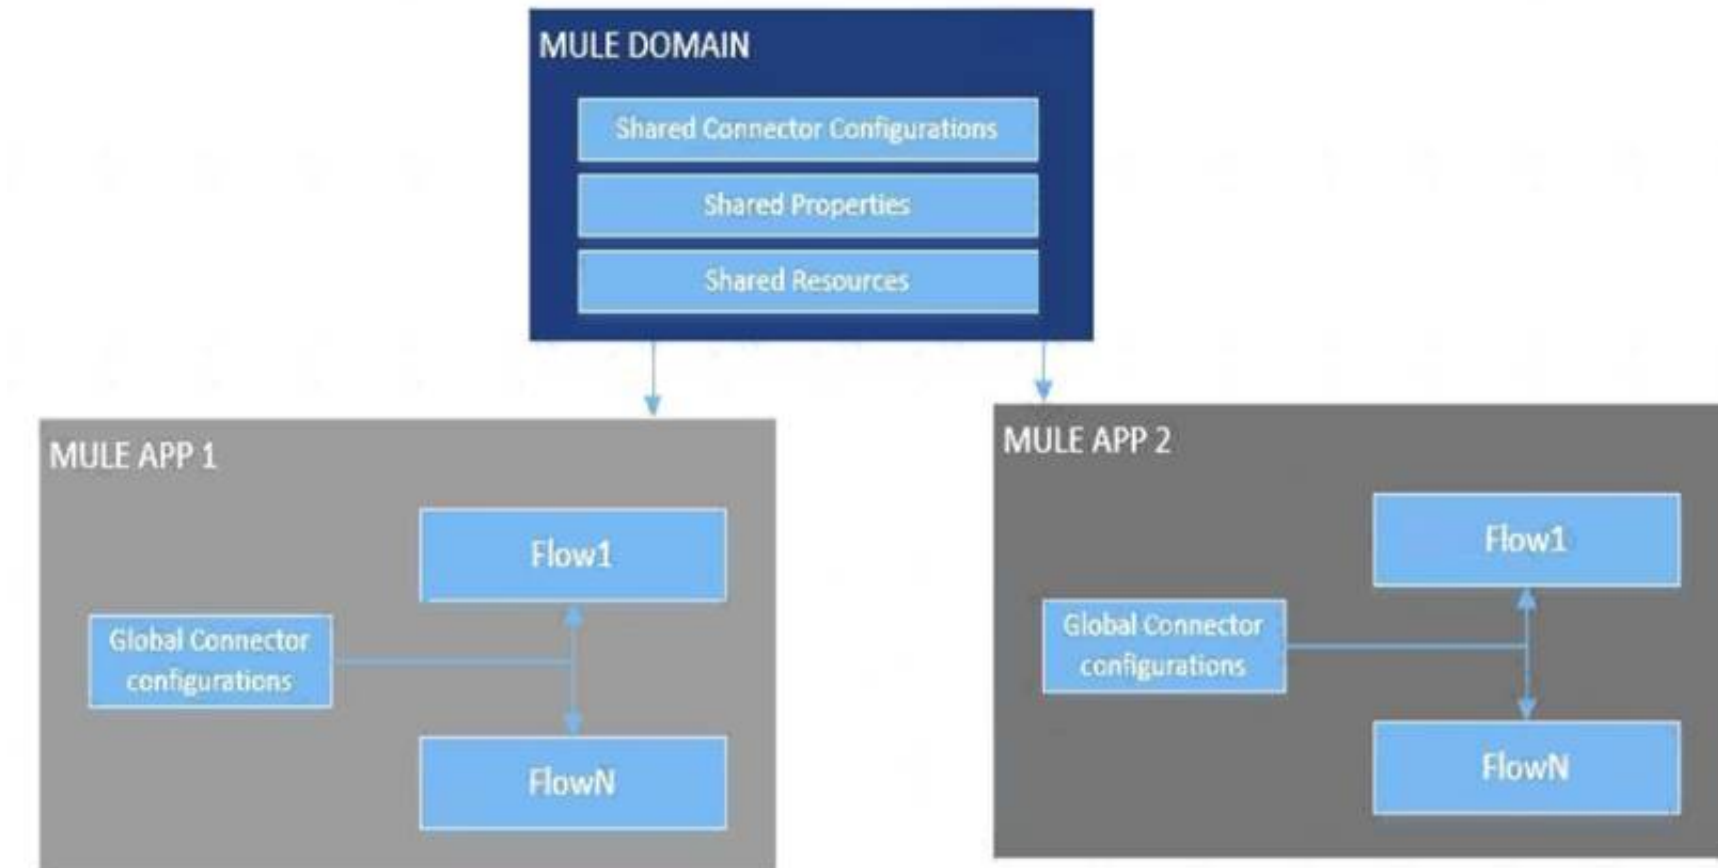 MULE DOMAIN
Shared Connector Configurations
Shared Properties
Shared Resources
MULE APP 1
Flow1
Global Connector
configurations
FlowN
MULE APP 2
Flow1
Global Connector
configurations
FlowN